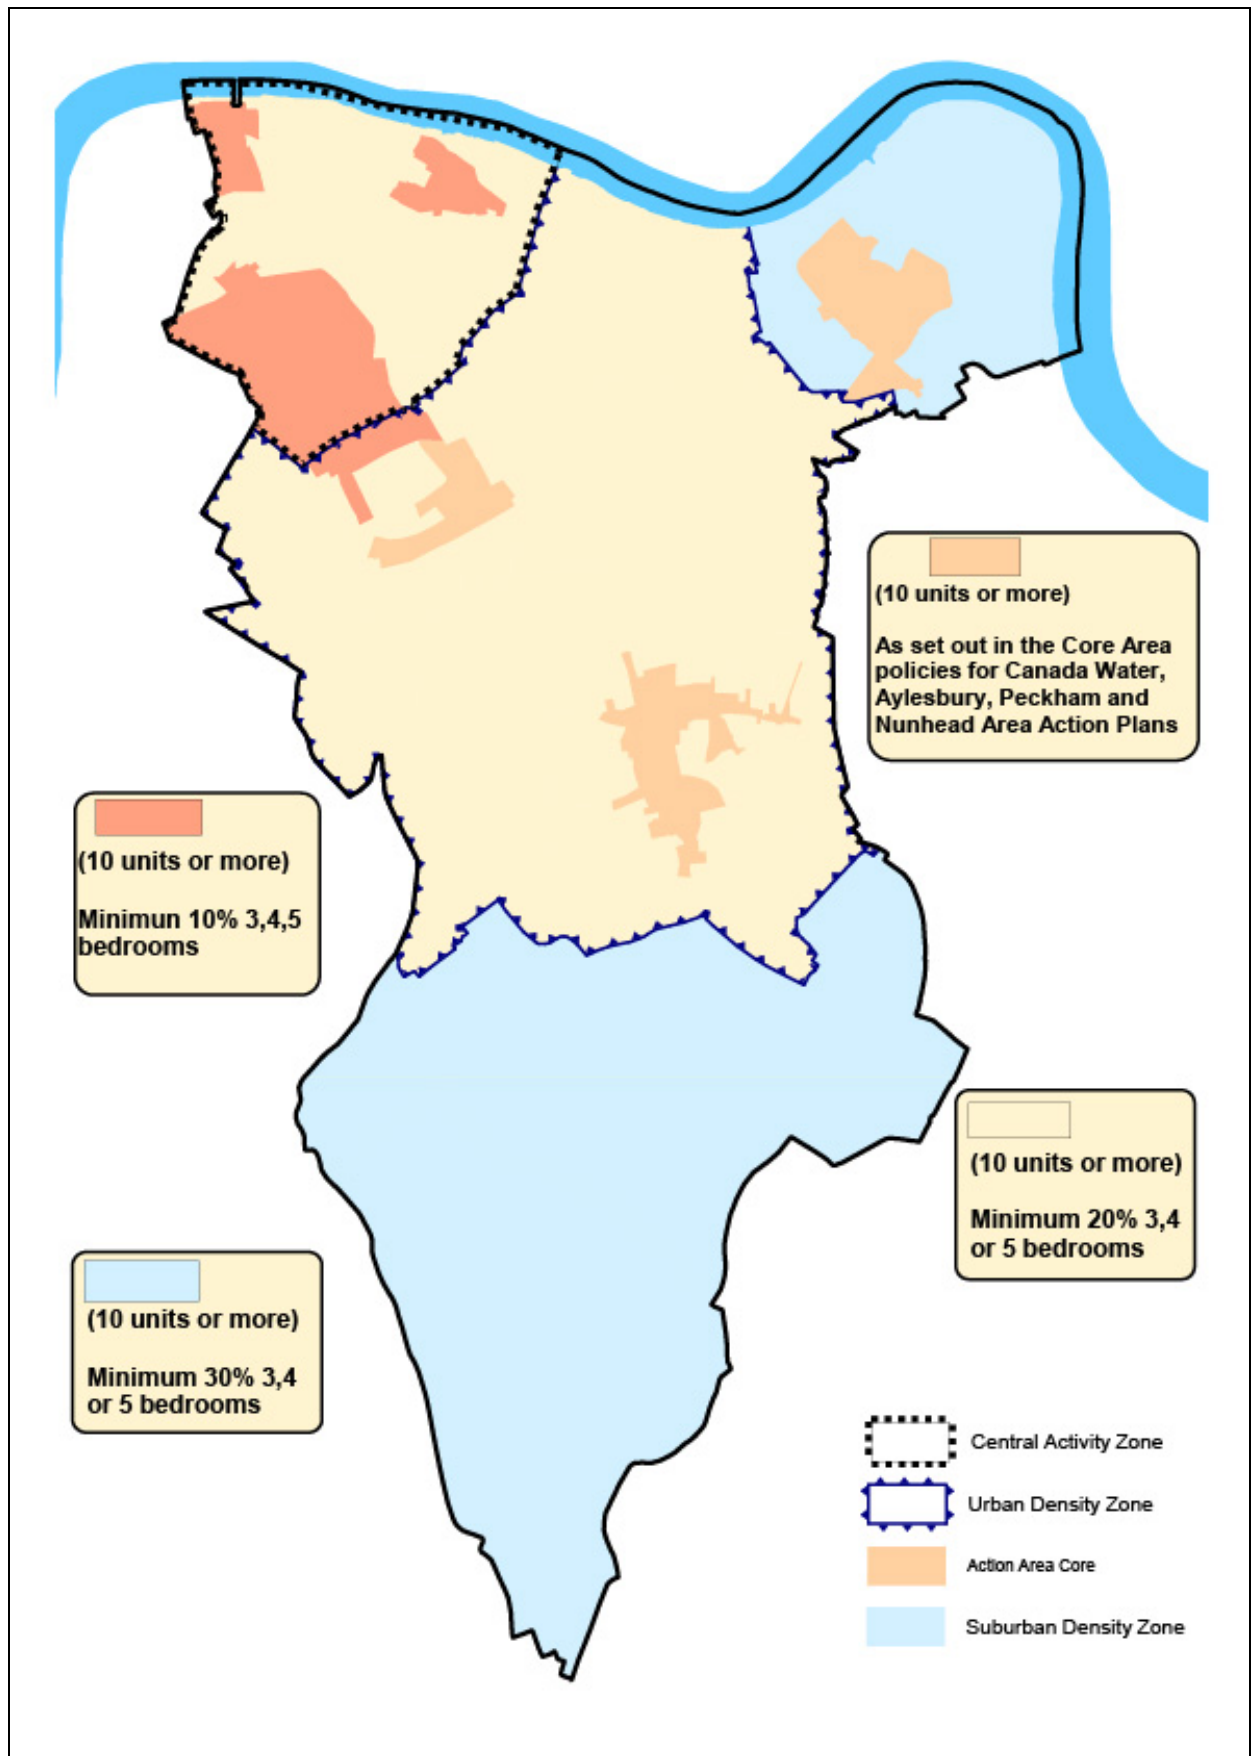 (10 units or more)
As set out in the Core Area
policies for Canada Water,
Aylesbury, Peckham and
Nunhead Area Action Plans
(10 units or more)
Minimun 10% 3,4,5
bedrooms
(10 units or more)
Minimum 20% 3,4
or 5 bedrooms
(10 units or more)
Minimum 30% 3,4
or 5 bedrooms
Central Activity Zone
Urban Density Zone
Action Area Core
Suburban Density Zone